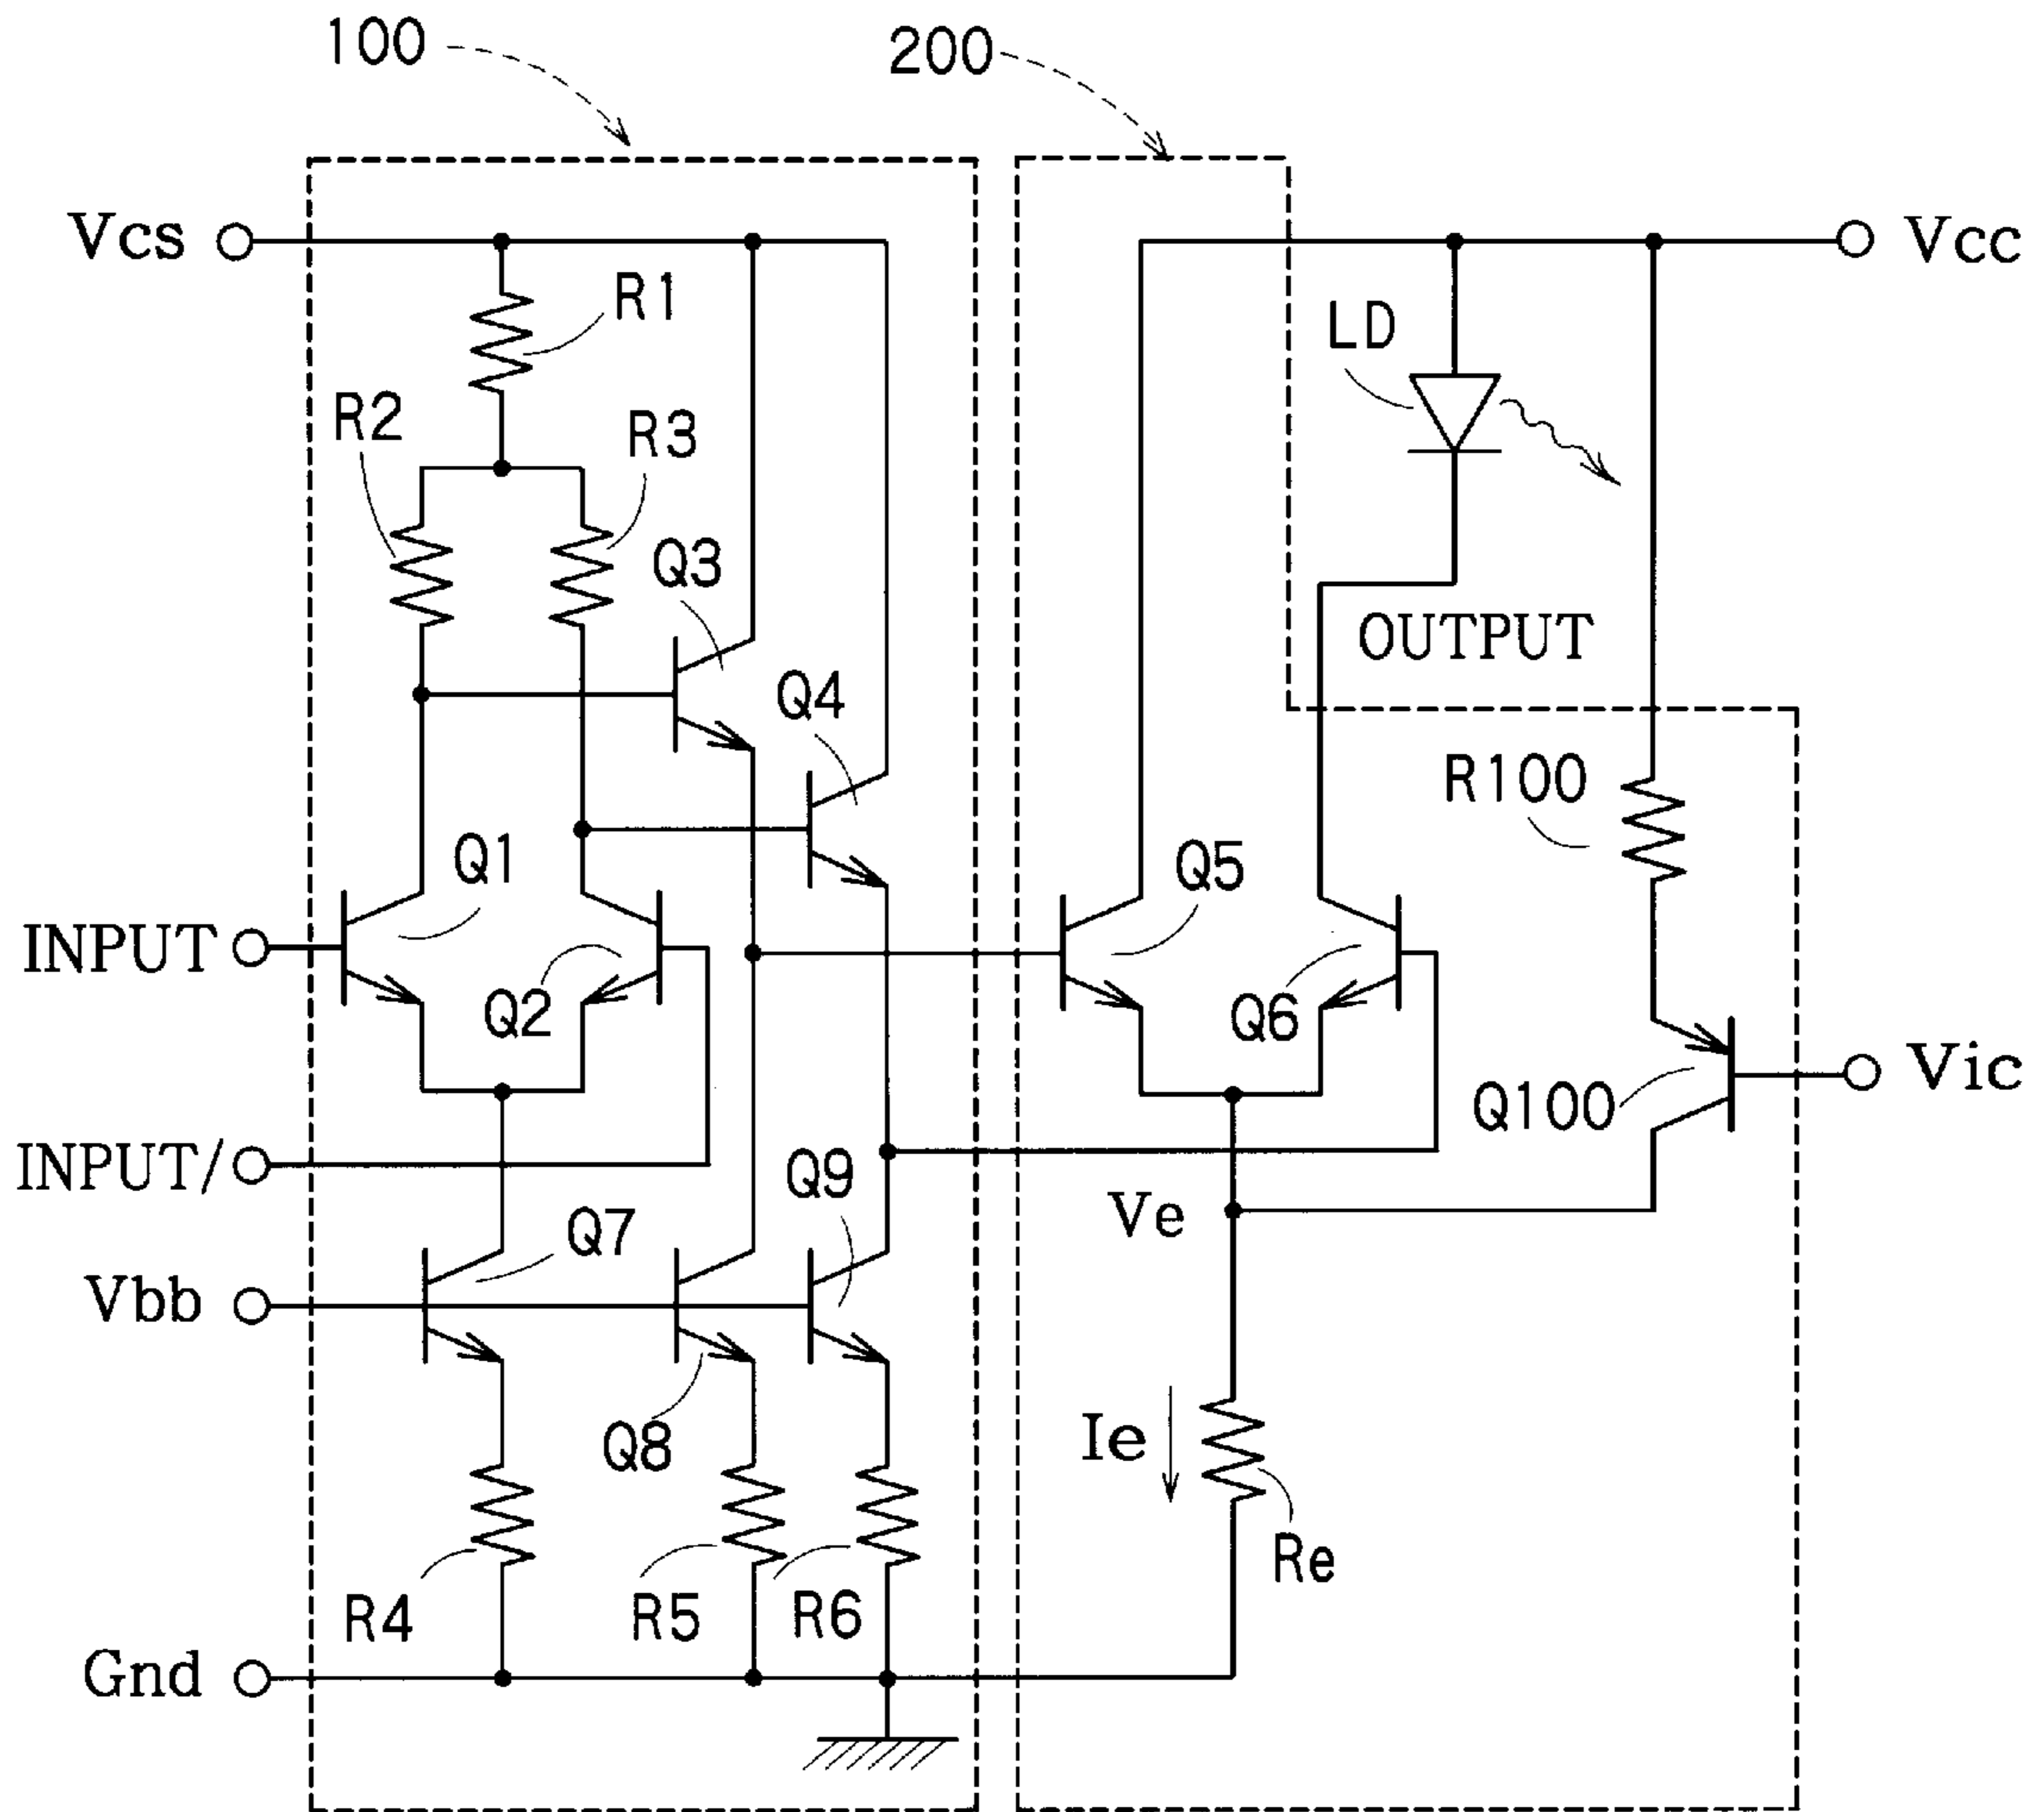 100
200
Vcs
Vcc
R1
LD
R2
R3
Q3
OUTPUT
Q4
R100
Q1
Q5
INPUT
Q2
Q6
Vic
Q100
INPUT/
Q9
Ve
Q7
Vbb
Q8
Ie
Re
R4
R5
R6
Gnd